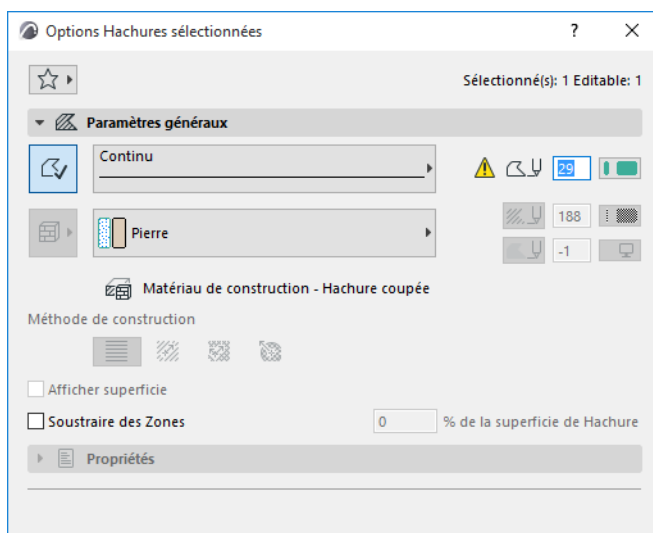 Options Hachures sélectionnées
?
Sélectionné(s): 1 Editable: 1
Paramètres généraux
Continu
29
Pierre
188
-1
Matériau de construction - Hachure coupée
Méthode de construction
Afficher superficie
Soustraire des Zones
0
% de la superficie de Hachure
Propriétés